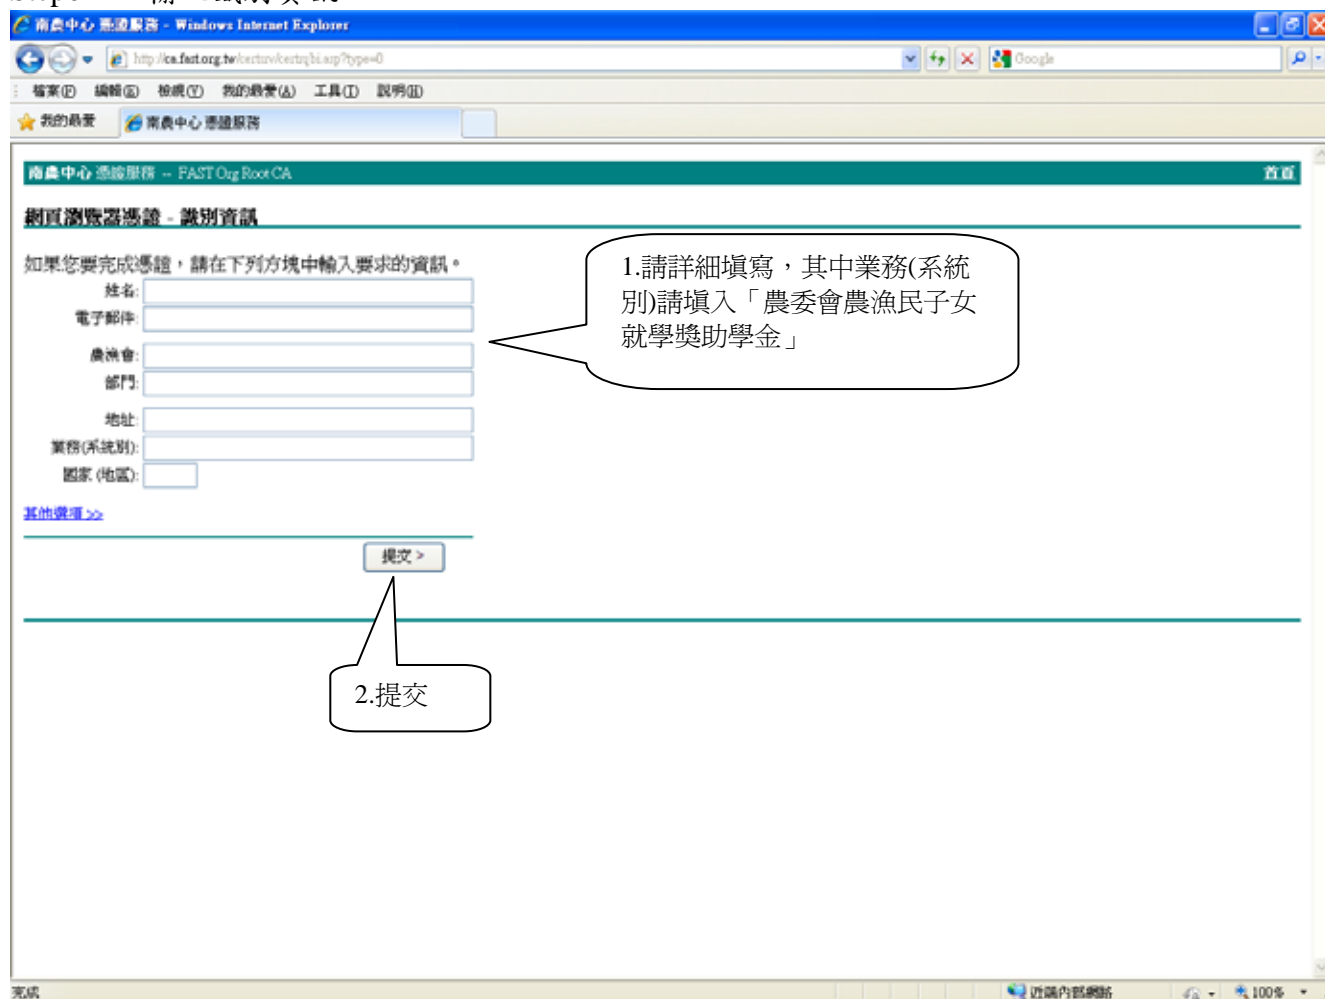 南農中心 憑證服務 - Windows Internet Explorer
http://ca.fast.org.tw/certsrv/certrqbi.asp?type=0
Google
檔案(F) 編輯(E) 檢視(V) 我的最愛(A) 工具(T) 說明(H)
我的最愛
南農中心 憑證服務
南農中心 憑證服務 -- FAST Org Root CA
首頁
網頁瀏覽器憑證 - 識別資訊
如果您要完成憑證，請在下列方塊中輸入要求的資訊。
姓名:
電子郵件:
農漁會:
部門:
地址:
業務(系統別):
國家 (地區):
其他選項 >>
提交 >
1.請詳細填寫，其中業務(系統
別)請填入「農委會農漁民子女
就學獎助學金」
2.提交
完成
近端內部網路
100%